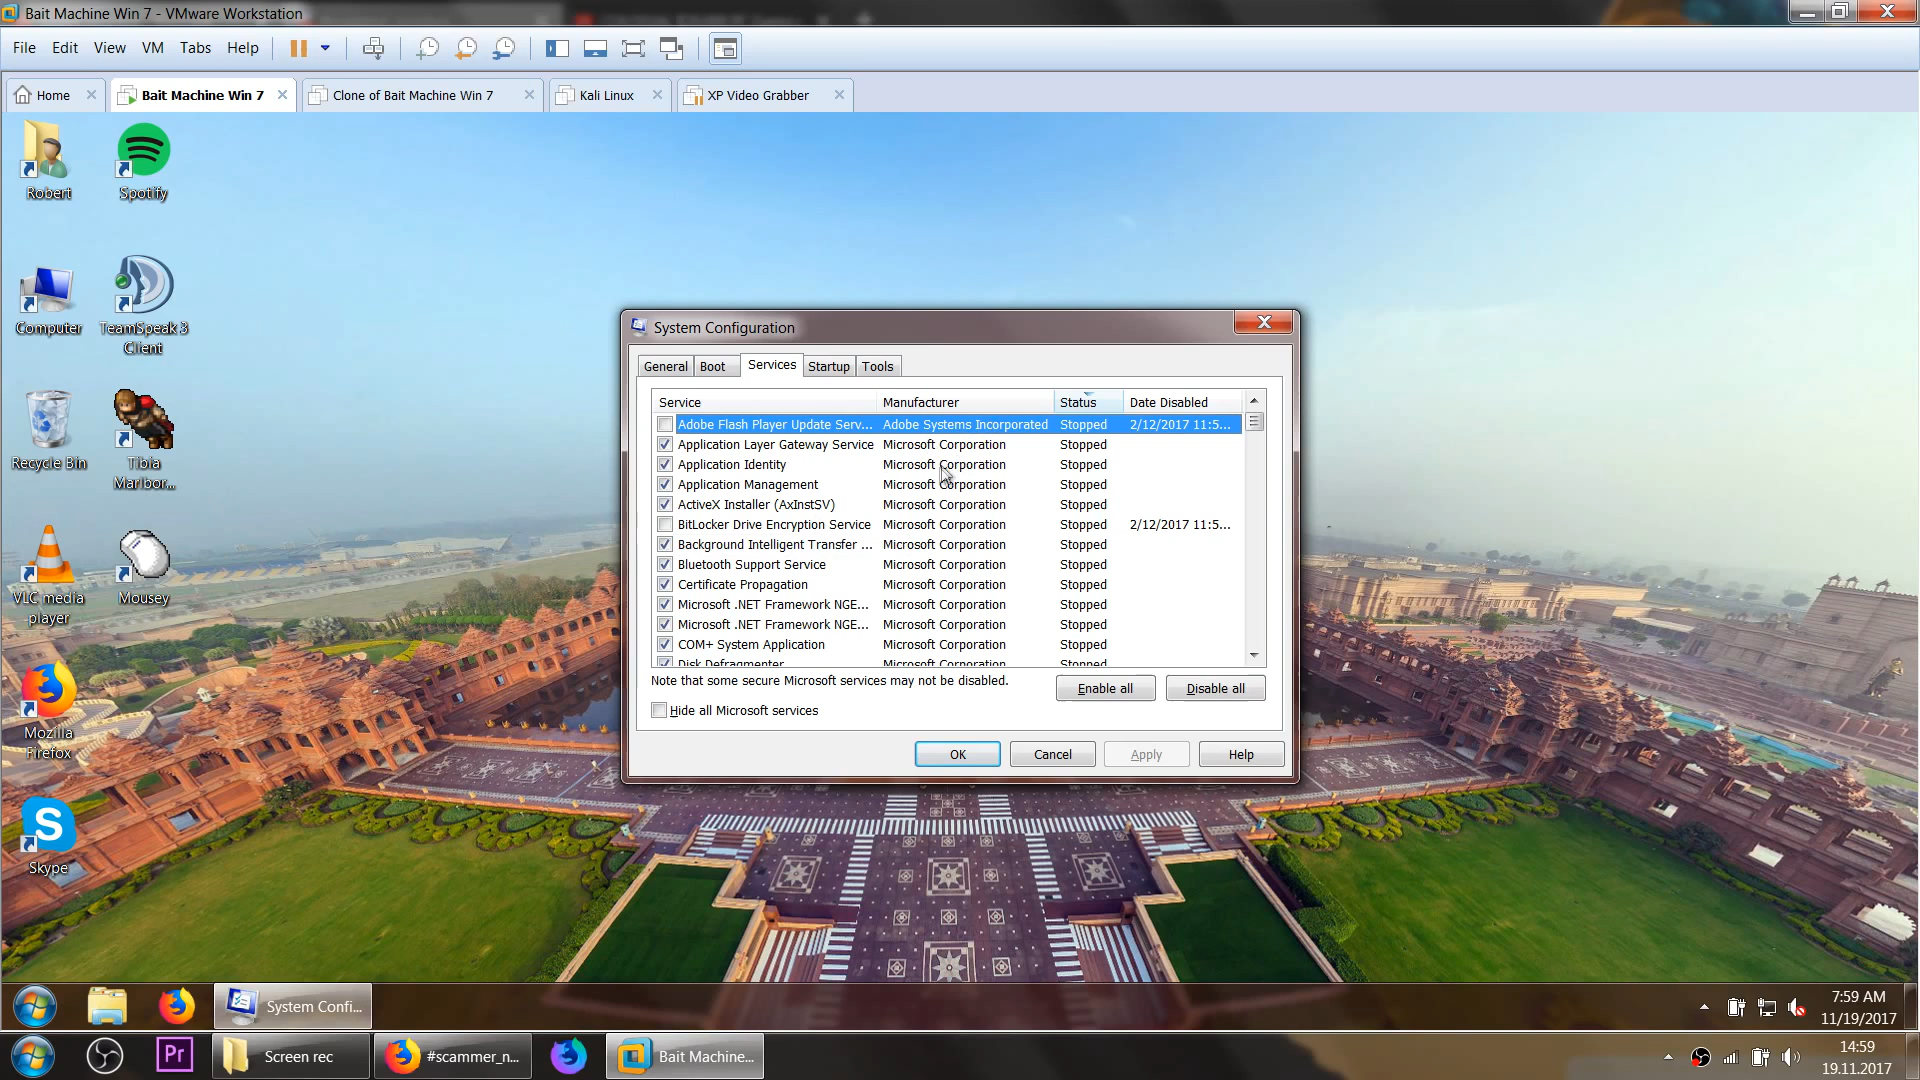 Bait Machine Win 7 - VMware Workstation
File Edit View VM Tabs Help
Home
Bait Machine Win 7
Clone of Bait Machine Win 7
Kali Linux
XP Video Grabber
Robert
Spotify
Computer
TeamSpeak 3
Client
Recycle Bin
Tibia
Marlbor...
VLC media
player
Mousey
Mozilla
Firefox
Skype
System Configuration
General Boot Services Startup Tools
Service Manufacturer Status Date Disabled
Adobe Flash Player Update Serv... Adobe Systems Incorporated Stopped 2/12/2017 11:5...
Application Layer Gateway Service Microsoft Corporation Stopped
Application Identity Microsoft Corporation Stopped
Application Management Microsoft Corporation Stopped
ActiveX Installer (AxInstSV) Microsoft Corporation Stopped
BitLocker Drive Encryption Service Microsoft Corporation Stopped 2/12/2017 11:5...
Background Intelligent Transfer ... Microsoft Corporation Stopped
Bluetooth Support Service Microsoft Corporation Stopped
Certificate Propagation Microsoft Corporation Stopped
Microsoft .NET Framework NGE... Microsoft Corporation Stopped
Microsoft .NET Framework NGE... Microsoft Corporation Stopped
COM+ System Application Microsoft Corporation Stopped
Disk Defragmenter Microsoft Corporation Stopped
Note that some secure Microsoft services may not be disabled.
Enable all Disable all
Hide all Microsoft services
OK Cancel Apply Help
System Confi...
7:59 AM
11/19/2017
Pr
Screen rec
#scammer_n...
Bait Machine...
14:59
19.11.2017